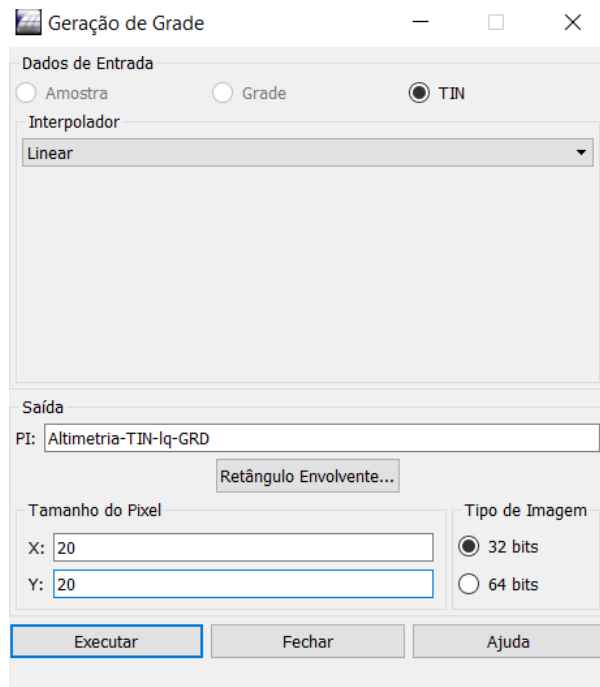 Geração de Grade
Dados de Entrada
Amostra Grade TIN
Interpolador
Linear
Saída
PI: Altimetria-TIN-lq-GRD
Retângulo Envolvente...
Tamanho do Pixel Tipo de Imagem
X: 20 32 bits
Y: 20 64 bits
Executar Fechar Ajuda